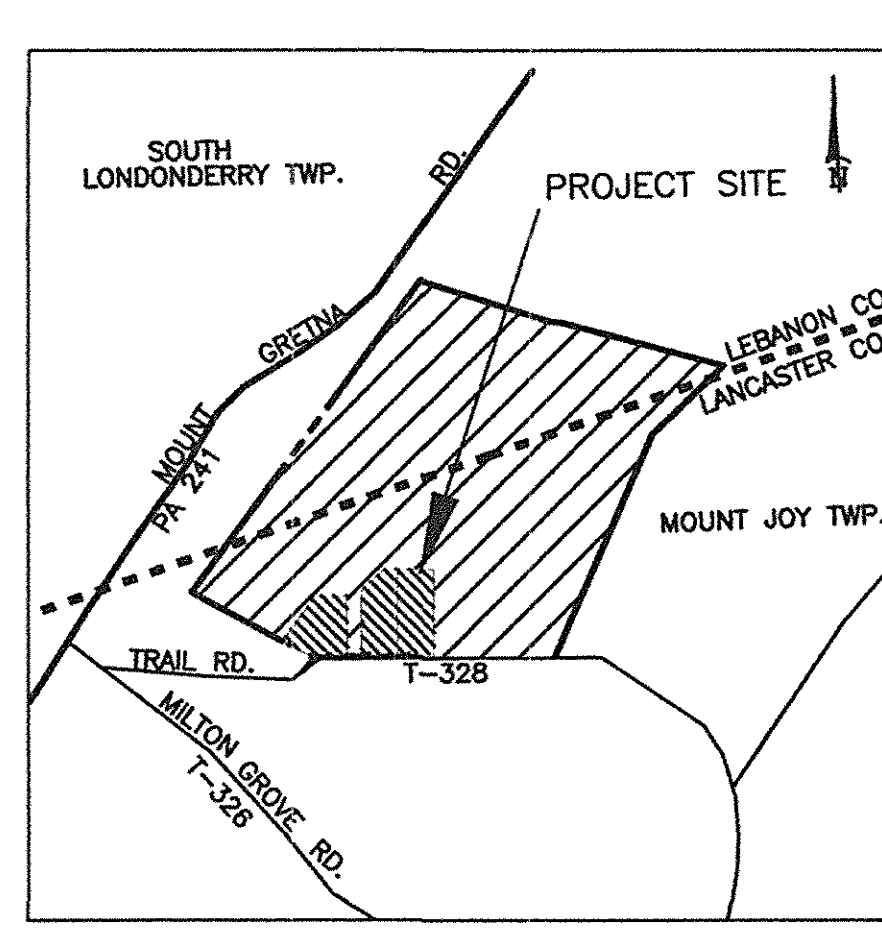 SOUTH
LONDONDERRY TWP.
RD.
PROJECT SITE
N
GRETNA
LEBANON CO
LANCASTER CO
MOUNT
PA 241
MOUNT JOY TWP.
TRAIL RD.
T-328
MILTON GROVE RD.
T-326